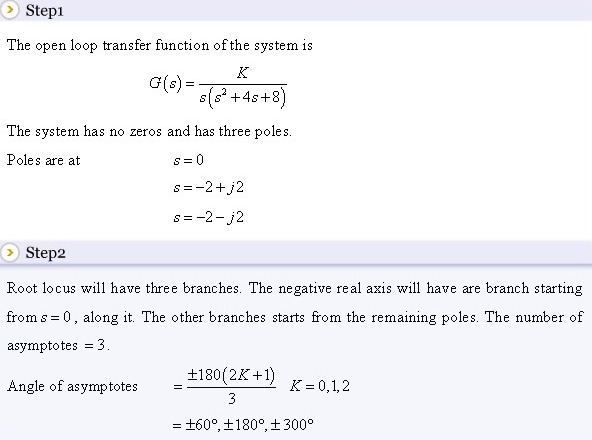 Step1
The open loop transfer function of the system is
G(s) = K / s(s² + 4s + 8)
The system has no zeros and has three poles.
Poles are at s = 0
s = −2 + j2
s = −2 − j2
Step2
Root locus will have three branches. The negative real axis will have are branch starting
from s = 0, along it. The other branches starts from the remaining poles. The number of
asymptotes = 3.
Angle of asymptotes = ±180(2K+1) / 3 K = 0,1,2
= ±60°, ±180°, ±300°